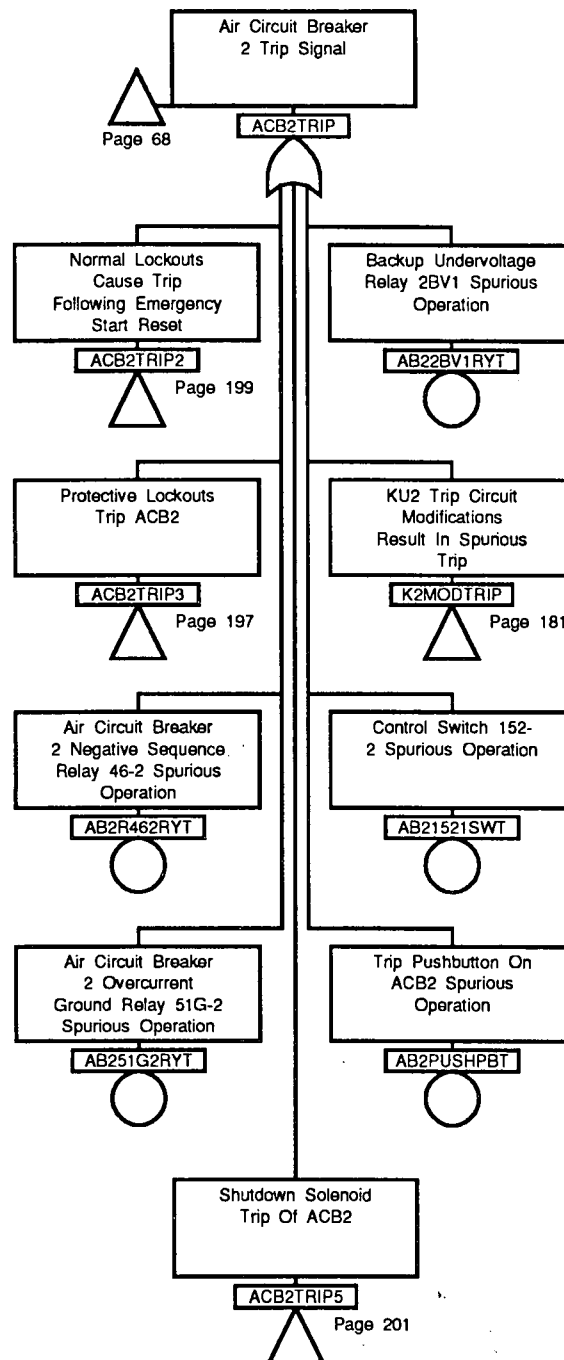 Air Circuit Breaker
2 Trip Signal
Page 68
ACB2TRIP
Normal Lockouts
Cause Trip
Following Emergency
Start Reset
ACB2TRIP2
Page 199
Backup Undervoltage
Relay 2BV1 Spurious
Operation
AB22BV1RYT
Protective Lockouts
Trip ACB2
ACB2TRIP3
Page 197
KU2 Trip Circuit
Modifications
Result In Spurious
Trip
K2MODTRIP
Page 181
Air Circuit Breaker
2 Negative Sequence
Relay 46-2 Spurious
Operation
AB2R462RYT
Control Switch 152-
2 Spurious Operation
AB21521SWT
Air Circuit Breaker
2 Overcurrent
Ground Relay 51G-2
Spurious Operation
AB251G2RYT
Trip Pushbutton On
ACB2 Spurious
Operation
AB2PUSHPBT
Shutdown Solenoid
Trip Of ACB2
ACB2TRIP5
Page 201